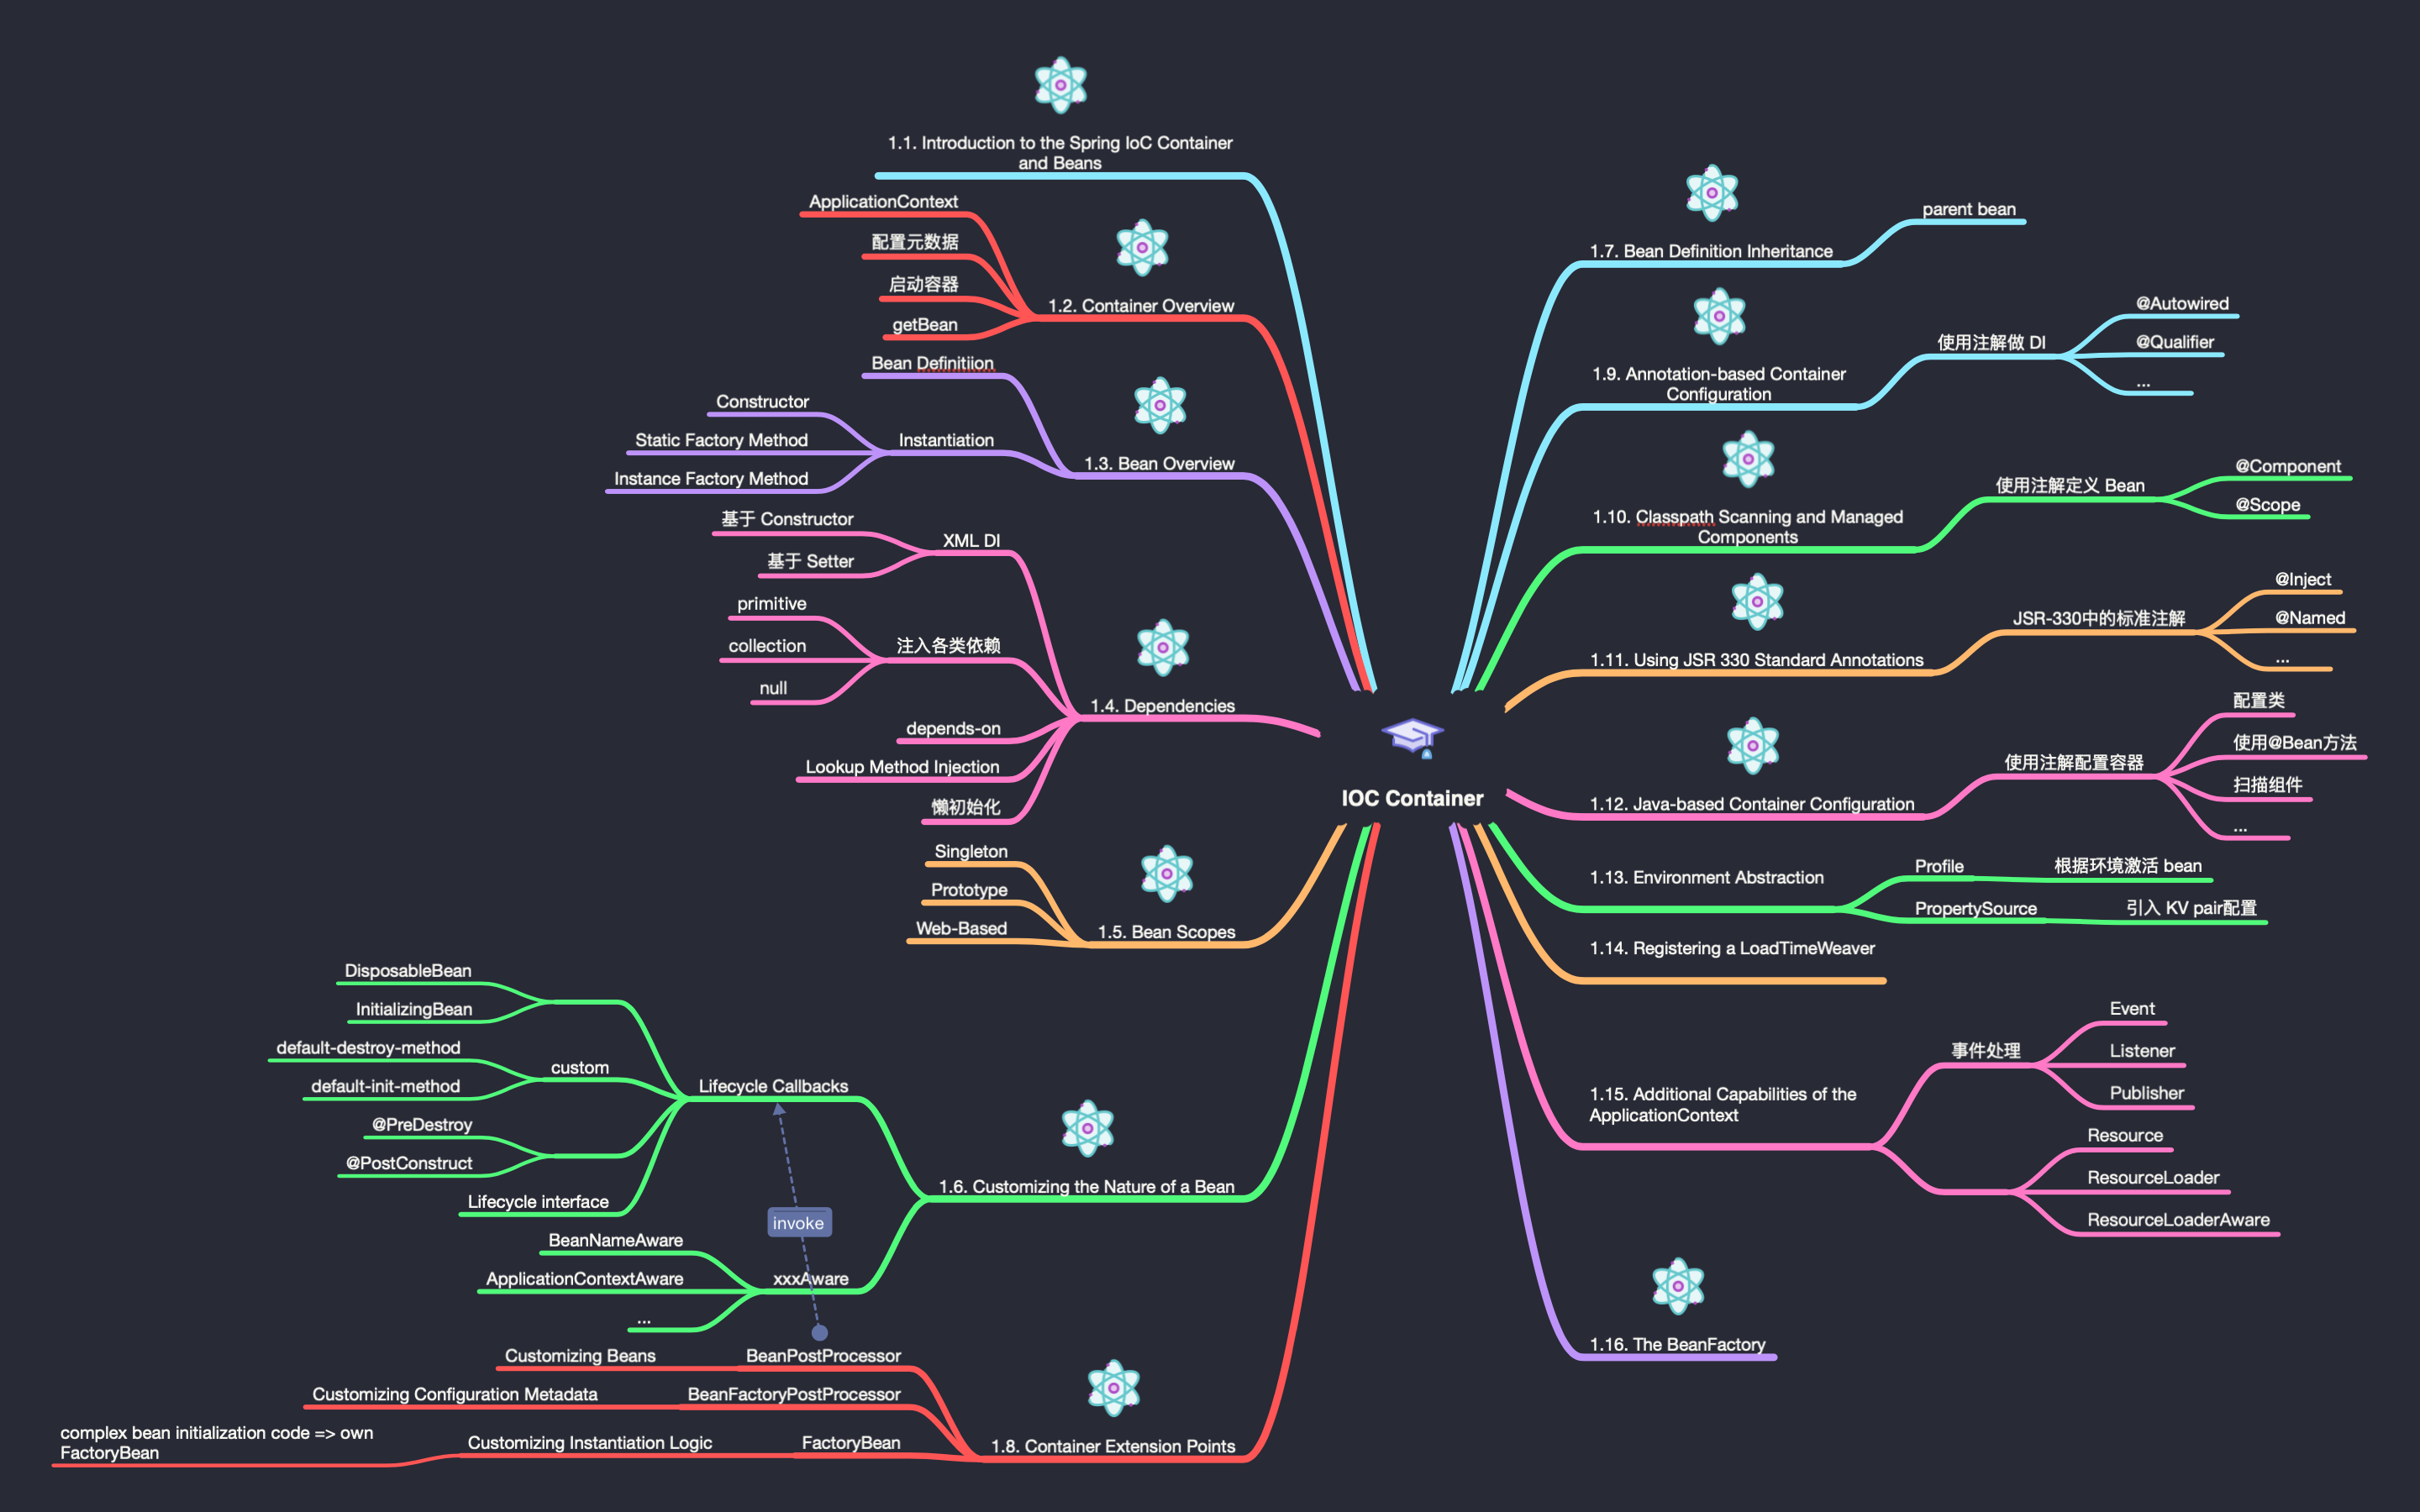 1.1. Introduction to the Spring IoC Container
and Beans
ApplicationContext
配置元数据
启动容器
getBean
1.2. Container Overview
Bean Definitiion
Constructor
Static Factory Method
Instance Factory Method
Instantiation
1.3. Bean Overview
基于 Constructor
基于 Setter
XML DI
primitive
collection
null
注入各类依赖
depends-on
Lookup Method Injection
懒初始化
1.4. Dependencies
Singleton
Prototype
Web-Based
1.5. Bean Scopes
DisposableBean
InitializingBean
default-destroy-method
default-init-method
custom
@PreDestroy
@PostConstruct
Lifecycle interface
Lifecycle Callbacks
invoke
BeanNameAware
ApplicationContextAware
...
xxxAware
1.6. Customizing the Nature of a Bean
Customizing Beans
BeanPostProcessor
Customizing Configuration Metadata
BeanFactoryPostProcessor
complex bean initialization code => own
FactoryBean
Customizing Instantiation Logic
FactoryBean
1.8. Container Extension Points
IOC Container
1.7. Bean Definition Inheritance
parent bean
1.9. Annotation-based Container
Configuration
使用注解做 DI
@Autowired
@Qualifier
...
1.10. Classpath Scanning and Managed
Components
使用注解定义 Bean
@Component
@Scope
1.11. Using JSR 330 Standard Annotations
JSR-330中的标准注解
@Inject
@Named
...
1.12. Java-based Container Configuration
使用注解配置容器
配置类
使用@Bean方法
扫描组件
...
1.13. Environment Abstraction
Profile
根据环境激活 bean
PropertySource
引入 KV pair配置
1.14. Registering a LoadTimeWeaver
1.15. Additional Capabilities of the
ApplicationContext
事件处理
Event
Listener
Publisher
Resource
ResourceLoader
ResourceLoaderAware
1.16. The BeanFactory